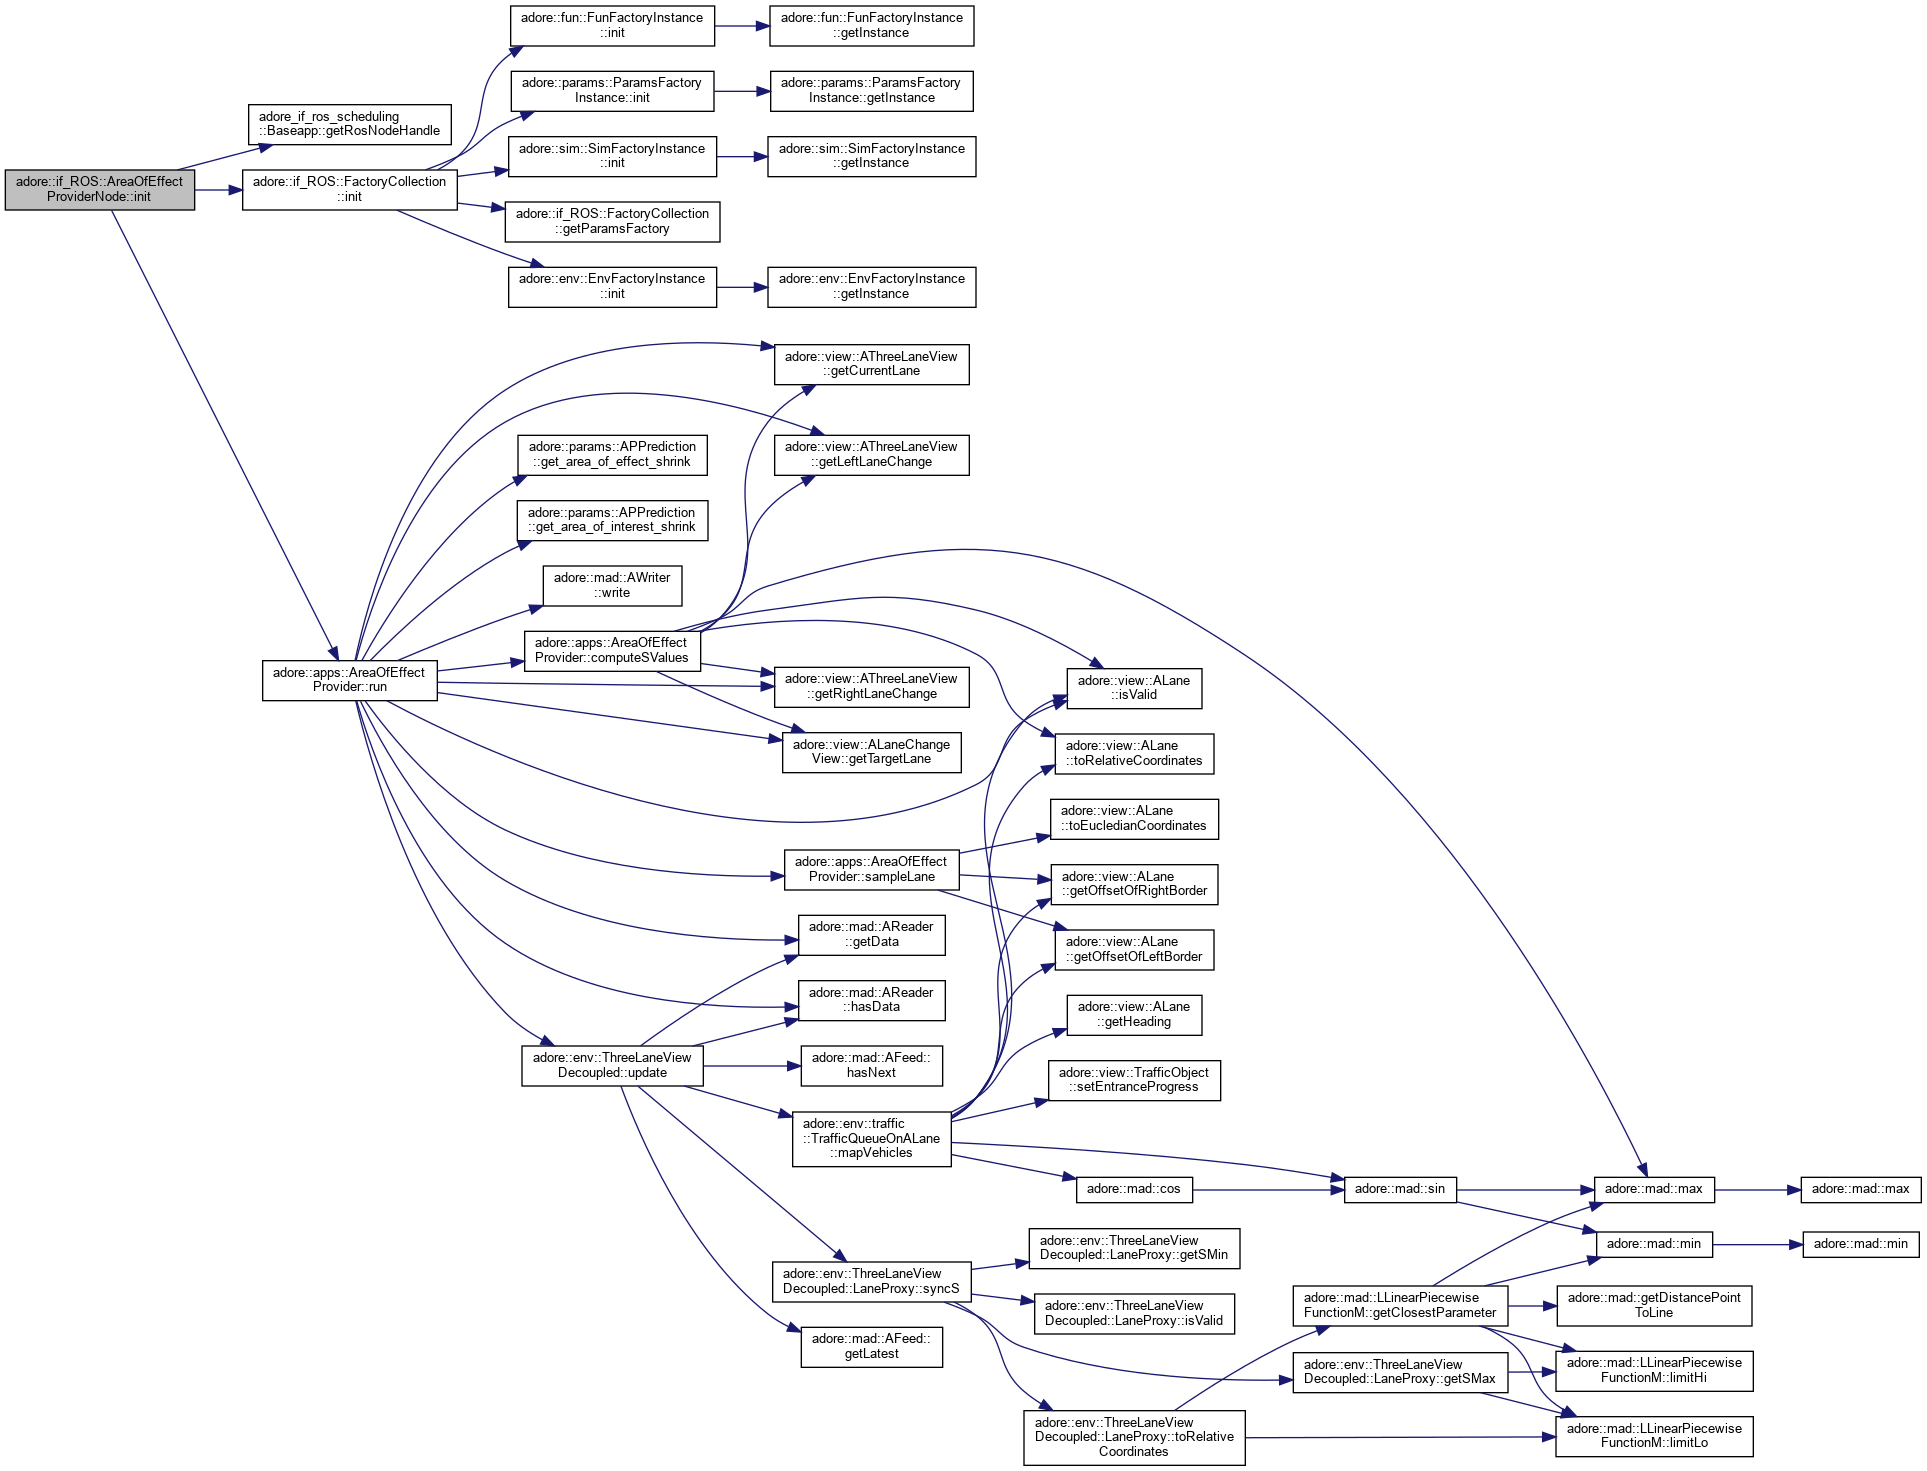 adore::if_ROS::AreaOfEffect
ProviderNode::init
adore_if_ros_scheduling
::Baseapp::getRosNodeHandle
adore::if_ROS::FactoryCollection
::init
adore::fun::FunFactoryInstance
::init
adore::fun::FunFactoryInstance
::getInstance
adore::params::ParamsFactory
Instance::init
adore::params::ParamsFactory
Instance::getInstance
adore::sim::SimFactoryInstance
::init
adore::sim::SimFactoryInstance
::getInstance
adore::if_ROS::FactoryCollection
::getParamsFactory
adore::env::EnvFactoryInstance
::init
adore::env::EnvFactoryInstance
::getInstance
adore::apps::AreaOfEffect
Provider::run
adore::view::AThreeLaneView
::getCurrentLane
adore::view::AThreeLaneView
::getLeftLaneChange
adore::params::APPrediction
::get_area_of_effect_shrink
adore::params::APPrediction
::get_area_of_interest_shrink
adore::mad::AWriter
::write
adore::apps::AreaOfEffect
Provider::computeSValues
adore::view::AThreeLaneView
::getRightLaneChange
adore::view::ALaneChange
View::getTargetLane
adore::view::ALane
::isValid
adore::view::ALane
::toRelativeCoordinates
adore::apps::AreaOfEffect
Provider::sampleLane
adore::view::ALane
::toEucledianCoordinates
adore::view::ALane
::getOffsetOfRightBorder
adore::view::ALane
::getOffsetOfLeftBorder
adore::mad::AReader
::getData
adore::mad::AReader
::hasData
adore::env::ThreeLaneView
Decoupled::update
adore::mad::AFeed::
hasNext
adore::env::traffic
::TrafficQueueOnALane
::mapVehicles
adore::view::ALane
::getHeading
adore::view::TrafficObject
::setEntranceProgress
adore::mad::cos
adore::mad::sin
adore::mad::max
adore::mad::max
adore::mad::min
adore::mad::min
adore::env::ThreeLaneView
Decoupled::LaneProxy::syncS
adore::env::ThreeLaneView
Decoupled::LaneProxy::getSMin
adore::env::ThreeLaneView
Decoupled::LaneProxy::isValid
adore::mad::AFeed::
getLatest
adore::mad::LLinearPiecewise
FunctionM::getClosestParameter
adore::mad::getDistancePoint
ToLine
adore::env::ThreeLaneView
Decoupled::LaneProxy::getSMax
adore::mad::LLinearPiecewise
FunctionM::limitHi
adore::env::ThreeLaneView
Decoupled::LaneProxy::toRelative
Coordinates
adore::mad::LLinearPiecewise
FunctionM::limitLo